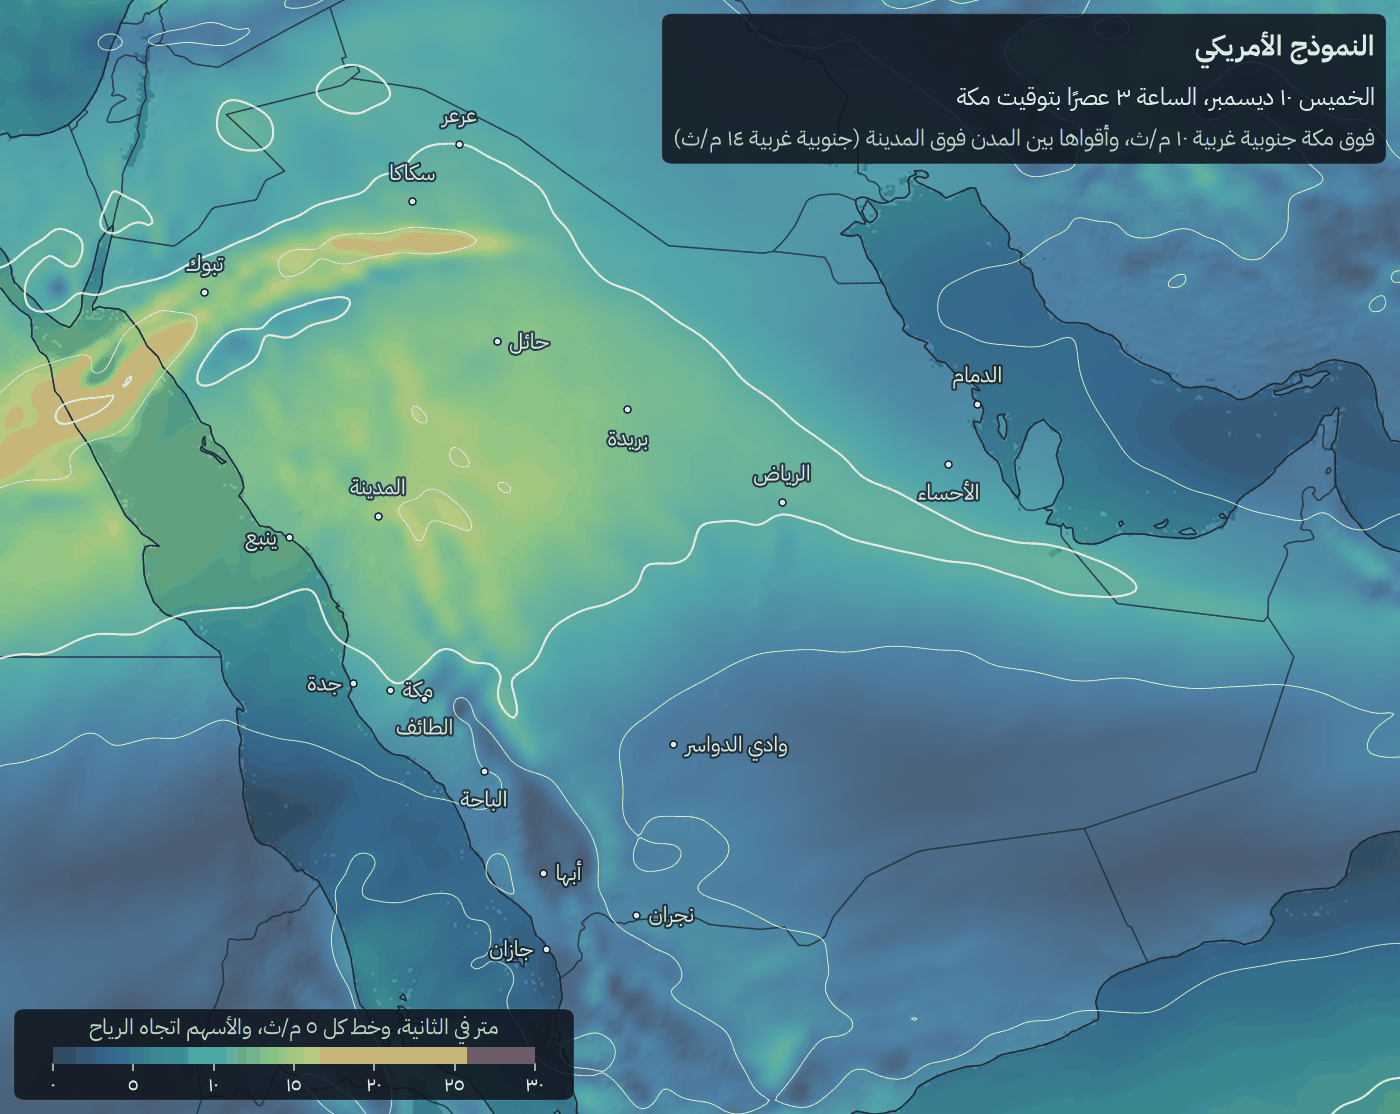 النموذج الأمريكي
الخميس ١٠ ديسمبر، الساعة ٣ عصرًا بتوقيت مكة
فوق مكة جنوبية غربية ١٠ م/ث، وأقواها بين المدن فوق المدينة (جنوبية غربية ١٤ م/ث)
عرعر
سكاكا
تبوك
حائل
الدمام
بريدة
الرياض
المدينة
الأحساء
ينبع
جدة
مكة
الطائف
وادي الدواسر
الباحة
أبها
نجران
جازان
متر في الثانية، وخط كل ٥ م/ث، والأسهم اتجاه الرياح
٠ ٥ ١٠ ١٥ ٢٠ ٢٥ ٣٠